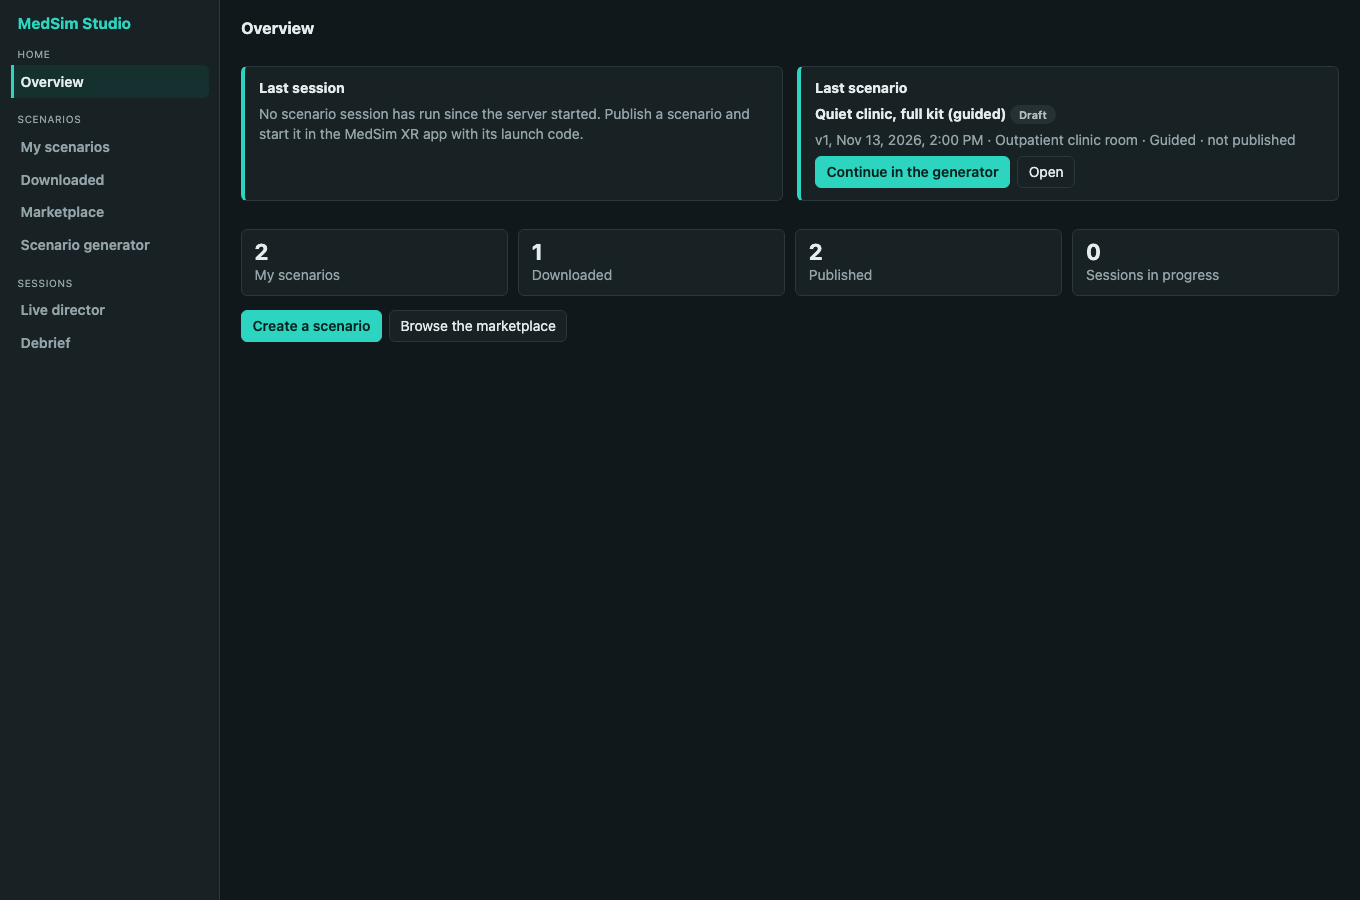 MedSim Studio
HOME
Overview
SCENARIOS
My scenarios
Downloaded
Marketplace
Scenario generator
SESSIONS
Live director
Debrief
Overview
Last session
No scenario session has run since the server started. Publish a scenario and
start it in the MedSim XR app with its launch code.
Last scenario
Quiet clinic, full kit (guided) Draft
v1, Nov 13, 2026, 2:00 PM · Outpatient clinic room · Guided · not published
Continue in the generator Open
2
My scenarios
1
Downloaded
2
Published
0
Sessions in progress
Create a scenario Browse the marketplace